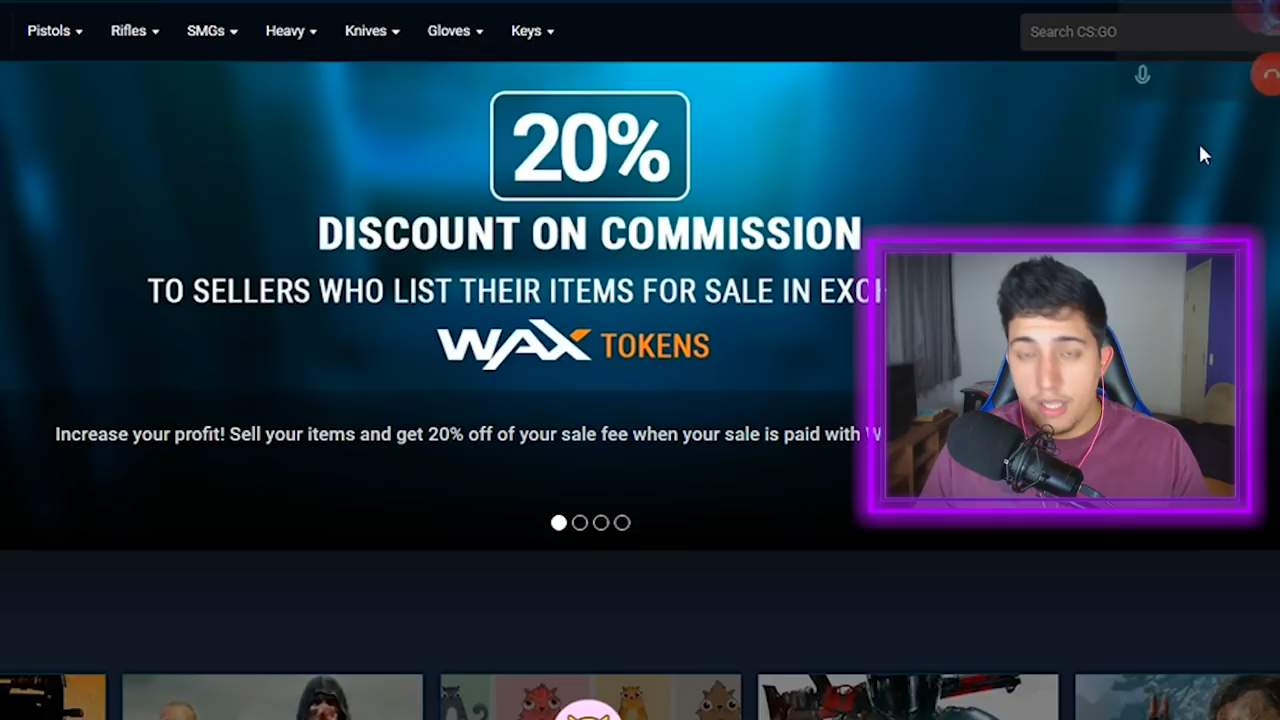 Pistols Rifles SMGs Heavy Knives Gloves Keys Search CS:GO
20%
DISCOUNT ON COMMISSION
TO SELLERS WHO LIST THEIR ITEMS FOR SALE IN
WAX TOKENS
Increase your profit! Sell your items and get 20% off of your sale fee when your sale is paid with